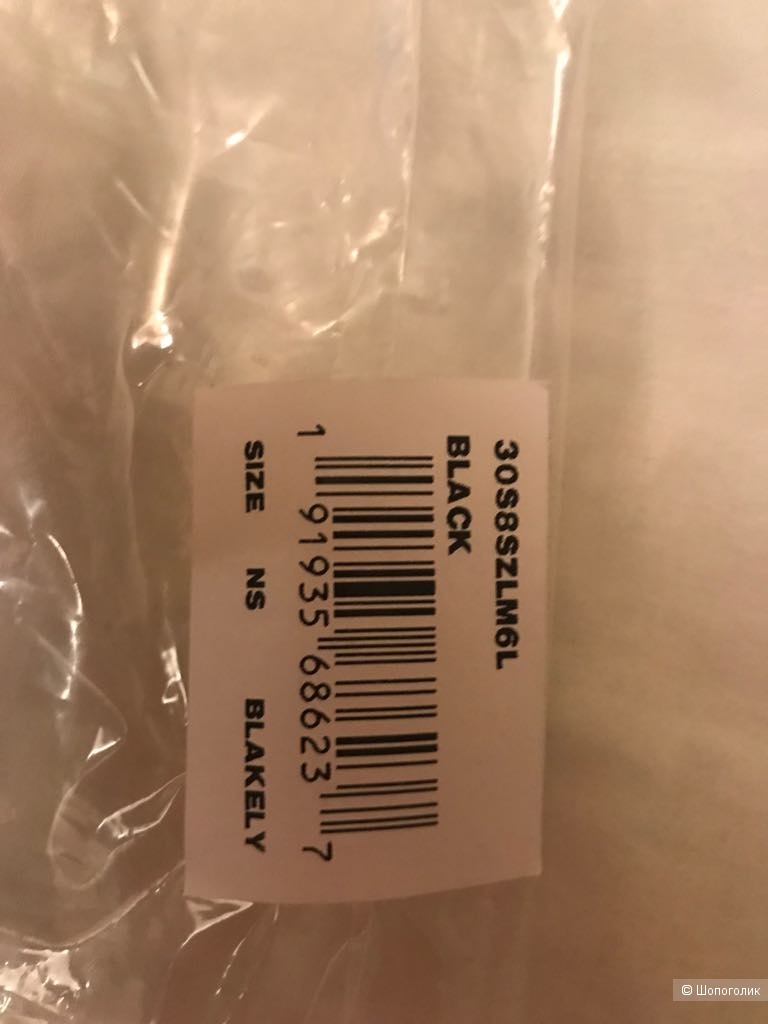 30S8SZLM6L
BLACK
1 91935 68623 7
SIZE NS BLAKELY
© Шопоголик